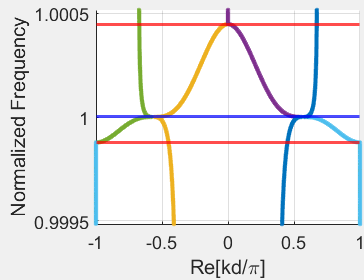 1.0005
Normalized Frequency
1
0.9995
-1 -0.5 0 0.5 1
Re[kd/π]